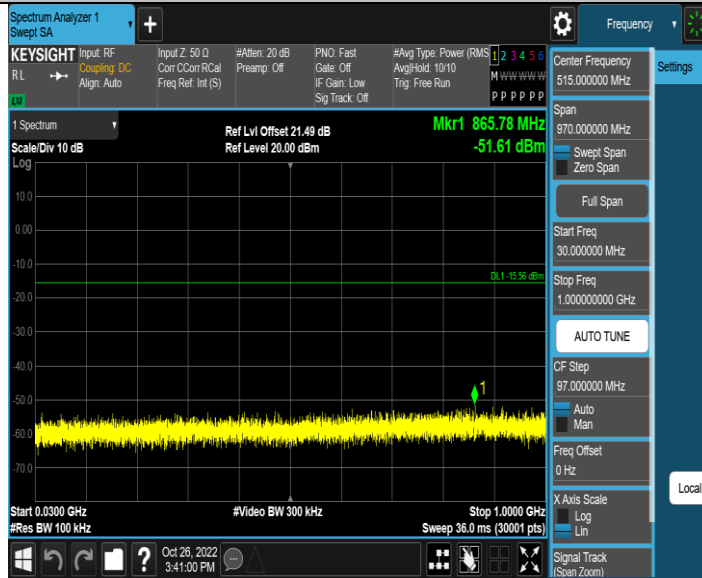 Spectrum Analyzer 1
Swept SA
+
Frequency
KEYSIGHT
RL
LXI
Input: RF
Coupling: DC
Align: Auto
Input Z: 50 Ω
Corr CCorr RCal
Freq Ref: Int (S)
#Atten: 20 dB
Preamp: Off
PNO: Fast
Gate: Off
IF Gain: Low
Sig Track: Off
#Avg Type: Power (RMS
Avg|Hold: 10/10
Trig: Free Run
1 2 3 4 5 6
M W W W W W
P P P P P P
Center Frequency
515.000000 MHz
Settings
Span
970.000000 MHz
Swept Span
Zero Span
Full Span
Start Freq
30.000000 MHz
Stop Freq
1.000000000 GHz
AUTO TUNE
CF Step
97.000000 MHz
Auto
Man
Freq Offset
0 Hz
X Axis Scale
Log
Lin
Signal Track
(Span Zoom)
Local
1 Spectrum
Scale/Div 10 dB
Log
Ref Lvl Offset 21.49 dB
Ref Level 20.00 dBm
Mkr1 865.78 MHz
-51.61 dBm
10.0
0.00
-10.0
DL1 -15.56 dBm
-20.0
-30.0
-40.0
1
-50.0
-60.0
-70.0
Start 0.0300 GHz
#Video BW 300 kHz
Stop 1.0000 GHz
#Res BW 100 kHz
Sweep 36.0 ms (30001 pts)
?
Oct 26, 2022
3:41:00 PM